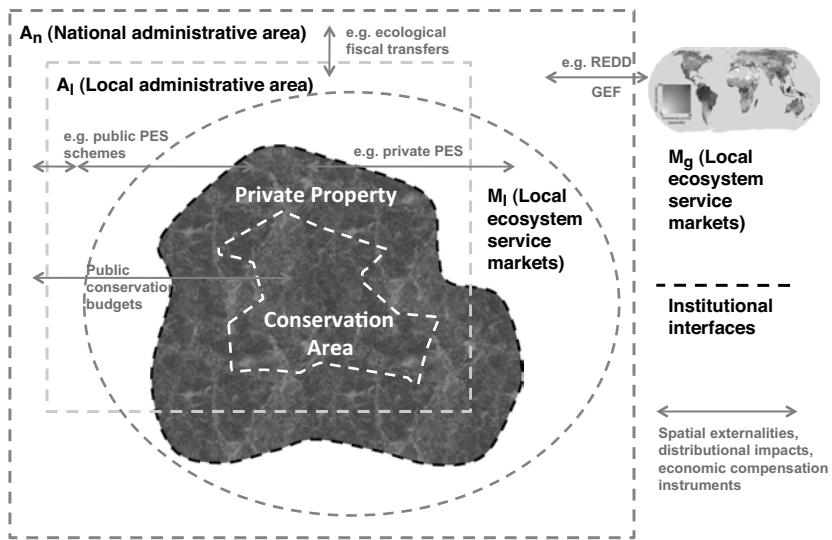 An (National administrative area)
e.g. ecological
fiscal transfers
Al (Local administrative area)
e.g. REDD
GEF
e.g. public PES
schemes
e.g. private PES
Mg (Local
ecosystem
service
markets)
Private Property
Ml (Local
ecosystem
service
markets)
Public
conservation
budgets
Conservation
Area
Institutional
interfaces
Spatial externalities,
distributional impacts,
economic compensation
instruments